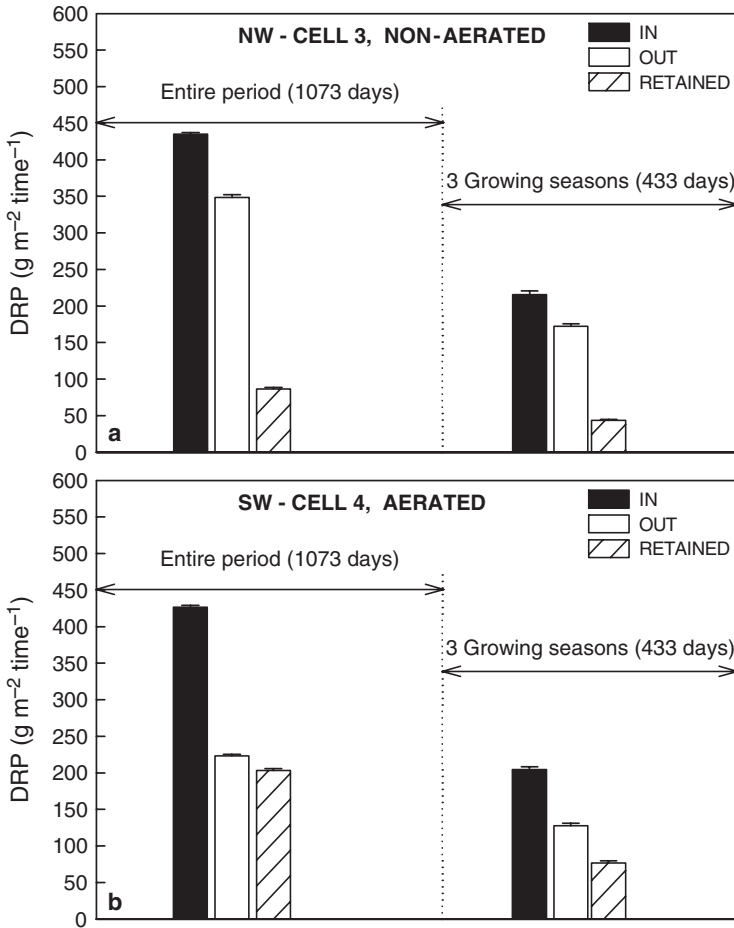 600
550
500
450
400
350
300
250
200
150
100
50
0
DRP (g m⁻² time⁻¹)
NW - CELL 3, NON-AERATED
IN
OUT
RETAINED
Entire period (1073 days)
3 Growing seasons (433 days)
a
600
550
500
450
400
350
300
250
200
150
100
50
0
DRP (g m⁻² time⁻¹)
SW - CELL 4, AERATED
IN
OUT
RETAINED
Entire period (1073 days)
3 Growing seasons (433 days)
b